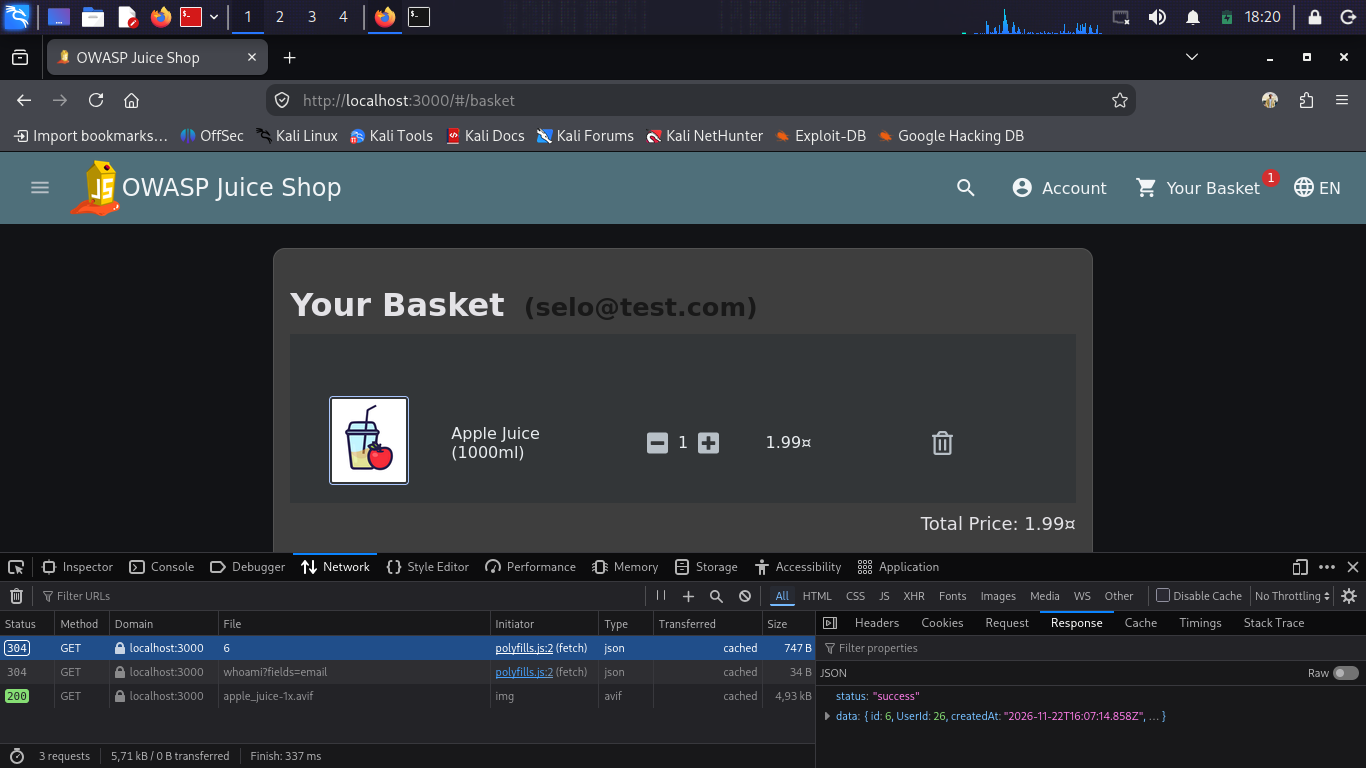 1 2 3 4 18:20
OWASP Juice Shop
http://localhost:3000/#/basket
Import bookmarks... OffSec Kali Linux Kali Tools Kali Docs Kali Forums Kali NetHunter Exploit-DB Google Hacking DB
OWASP Juice Shop Account Your Basket 1 EN
Your Basket (selo@test.com)
Apple Juice
(1000ml)
1 1.99¤
Total Price: 1.99¤
Inspector Console Debugger Network Style Editor Performance Memory Storage Accessibility Application
Filter URLs All HTML CSS JS XHR Fonts Images Media WS Other Disable Cache No Throttling
Status Method Domain File Initiator Type Transferred Size
304 GET localhost:3000 6 polyfills.js:2 (fetch) json cached 747 B
304 GET localhost:3000 whoami?fields=email polyfills.js:2 (fetch) json cached 34 B
200 GET localhost:3000 apple_juice-1x.avif img avif cached 4,93 kB
3 requests 5,71 kB / 0 B transferred Finish: 337 ms
Headers Cookies Request Response Cache Timings Stack Trace
Filter properties
JSON Raw
status: "success"
data: { id: 6, UserId: 26, createdAt: "2026-11-22T16:07:14.858Z", … }